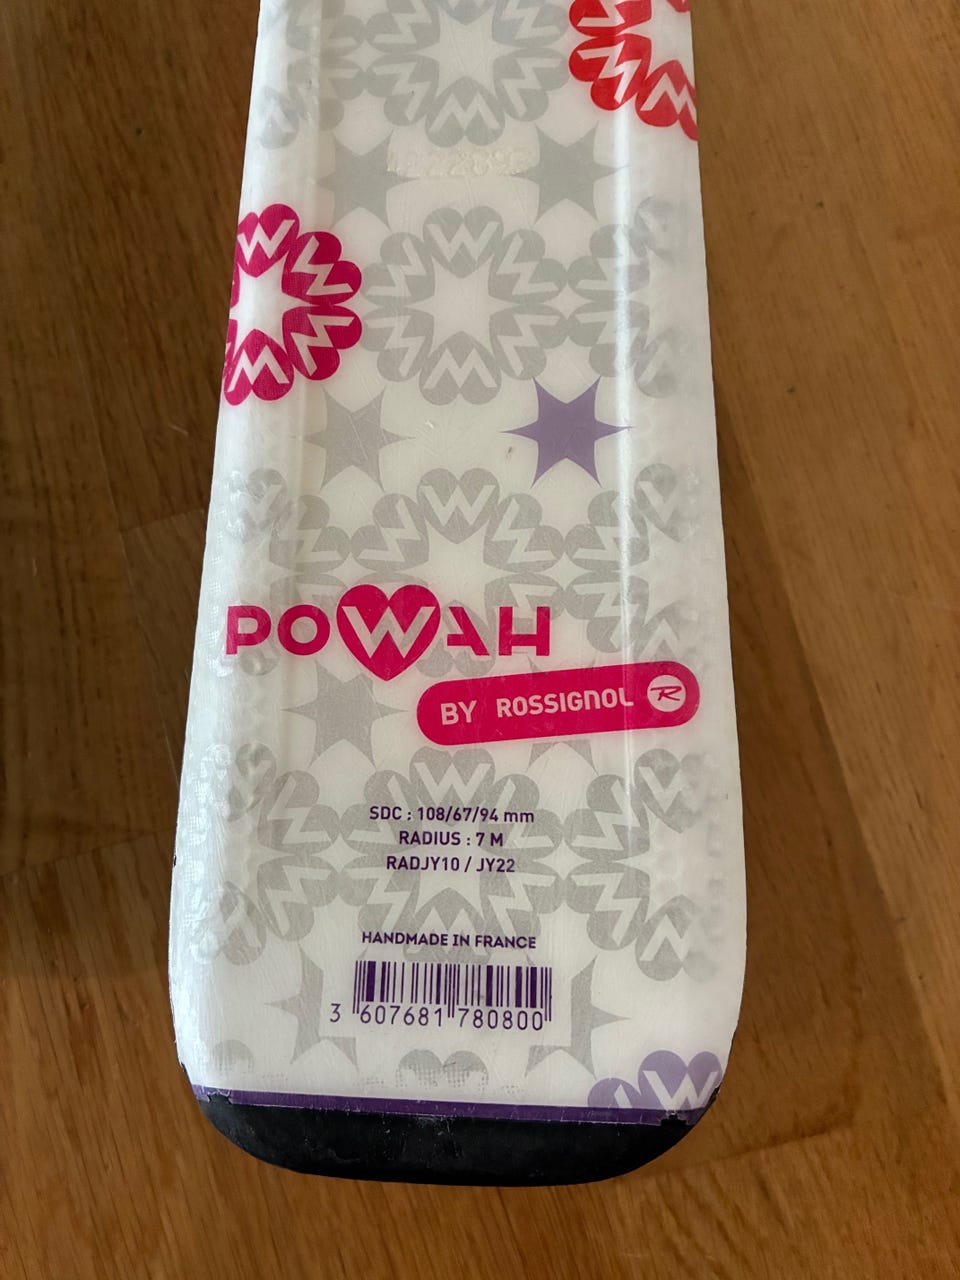 POWAH
BY ROSSIGNOL R
SDC : 108/67/94 mm
RADIUS : 7 M
RADJY10 / JY22
HANDMADE IN FRANCE
3 607681 780800